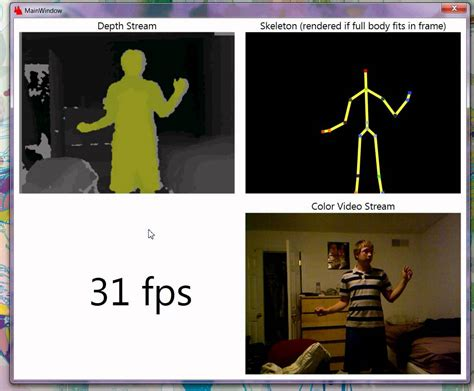 MainWindow
Depth Stream
Skeleton (rendered if full body fits in frame)
Color Video Stream
31 fps